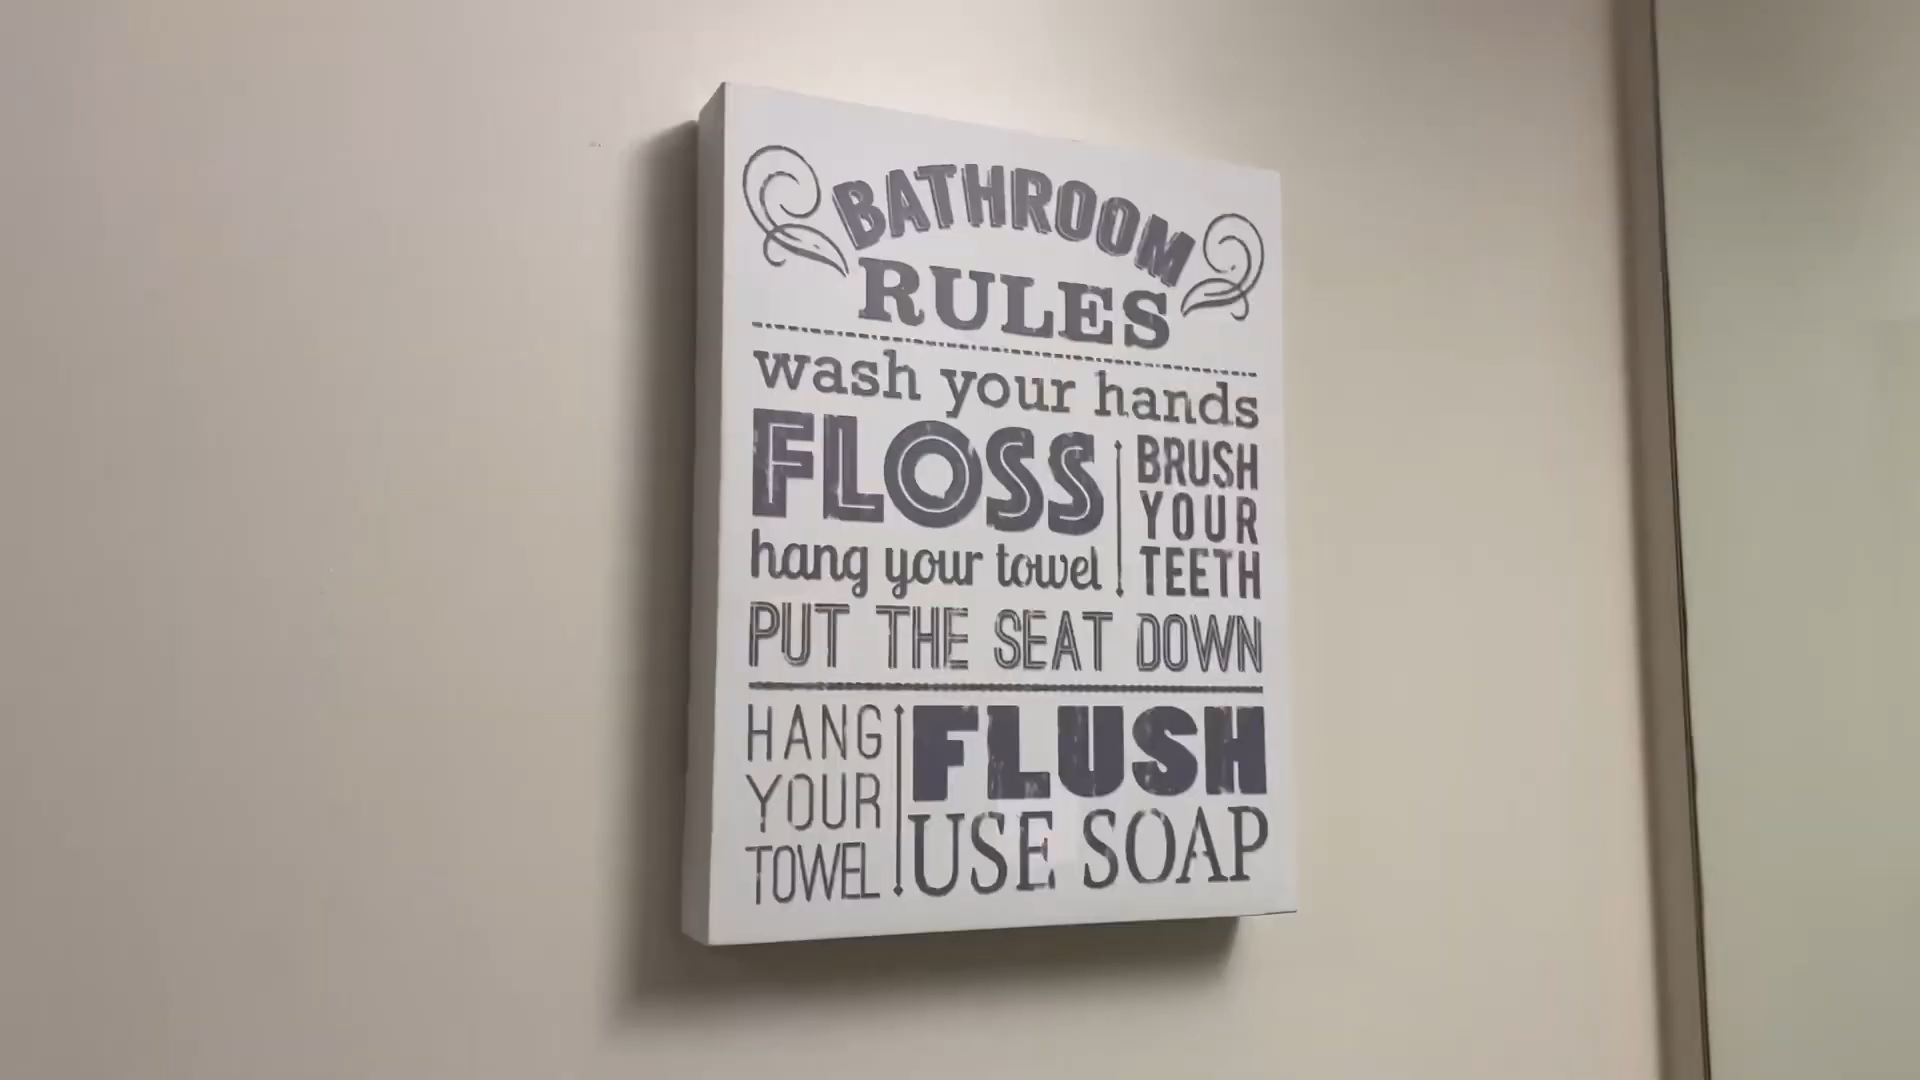 BATHROOM
RULES
wash your hands
FLOSS
hang your towel
BRUSH
YOUR
TEETH
PUT THE SEAT DOWN
HANG
YOUR
TOWEL
FLUSH
USE SOAP